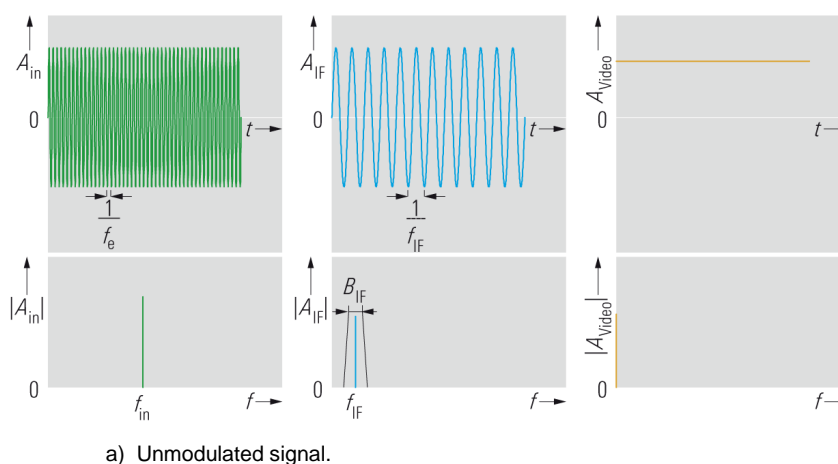 A_in
0
t
1
f_e
A_IF
0
t
1
f_IF
A_Video
0
t
|A_in|
0
f_in
f
|A_IF|
B_IF
0
f_IF
f
|A_Video|
0
f
a) Unmodulated signal.